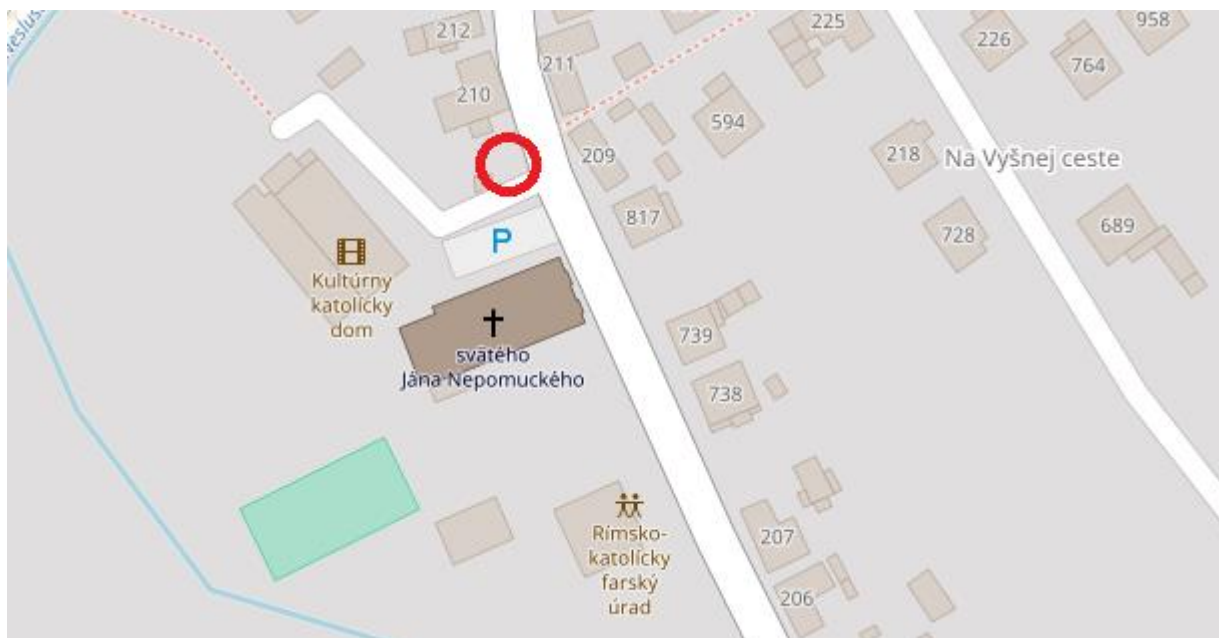 212
225
958
226
764
211
210
594
209
218
Na Vyšnej ceste
817
689
728
P
Kultúrny
katolícky
dom
739
svätého
Jána Nepomuckého
738
Rímsko-
katolícky
farský
úrad
207
206